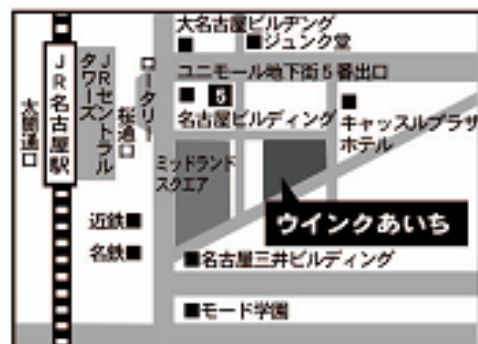 大名古屋ビルヂング
■ジュンク堂
ユニモール地下街5番出口
5
名古屋ビルディング
キャッスルプラザ
ホテル
ロータリー
桜通口
JRセントラル
タワーズ
JR名古屋駅
太閤通口
ミッドランド
スクエア
ウインクあいち
近鉄■
名鉄■
■名古屋三井ビルディング
■モード学園